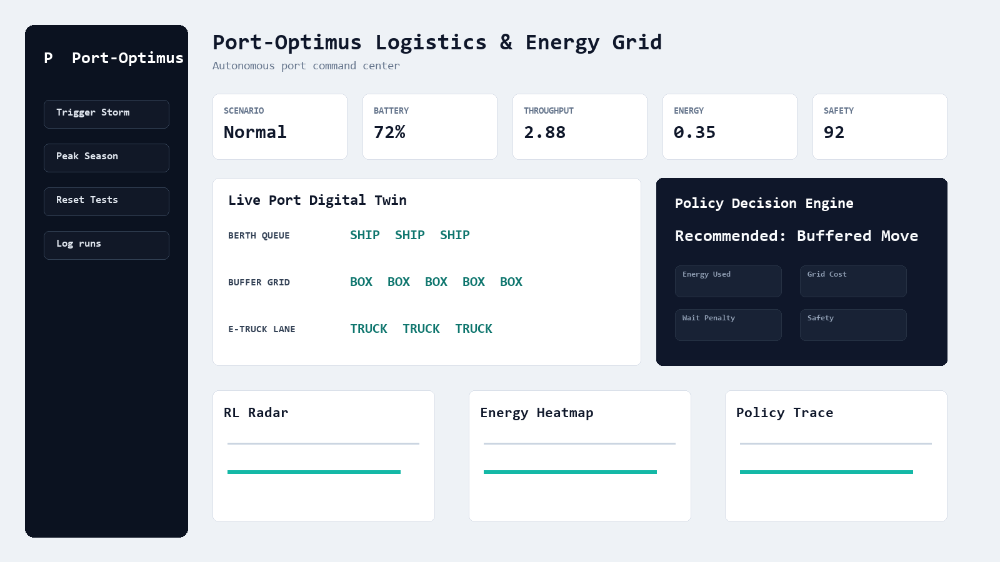 P Port-Optimus
Trigger Storm
Peak Season
Reset Tests
Log runs
Port-Optimus Logistics & Energy Grid
Autonomous port command center
SCENARIO
Normal
BATTERY
72%
THROUGHPUT
2.88
ENERGY
0.35
SAFETY
92
Live Port Digital Twin
BERTH QUEUE SHIP SHIP SHIP
BUFFER GRID BOX BOX BOX BOX BOX
E-TRUCK LANE TRUCK TRUCK TRUCK
Policy Decision Engine
Recommended: Buffered Move
Energy Used
Grid Cost
Wait Penalty
Safety
RL Radar
Energy Heatmap
Policy Trace